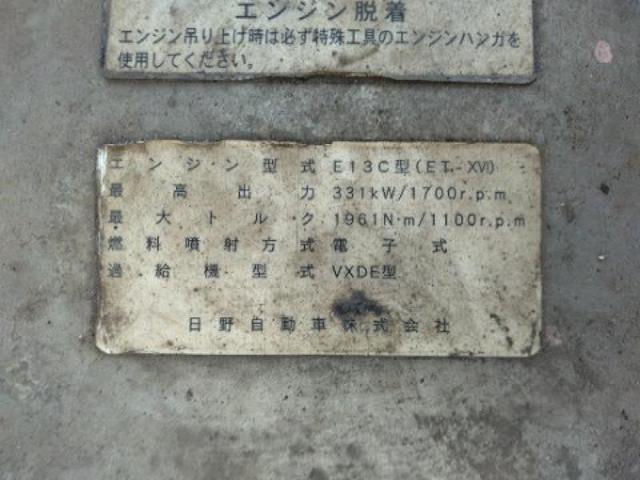 エンジン脱着
エンジン吊り上げ時は必ず特殊工具のエンジンハンガを
使用してください。
エンジン型式 E13C型(ET-XVI)
最高出力 331kW/1700r.p.m
最大トルク 1961N·m/1100r.p.m
燃料噴射方式 電子式
過給機型式 VXDE型
日野自動車株式会社